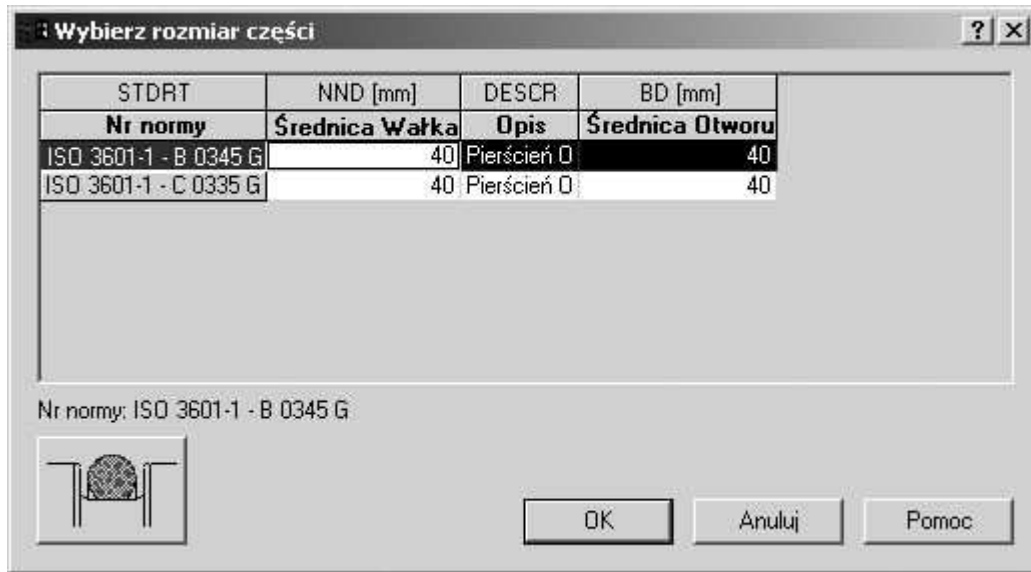 Wybierz rozmiar części
STDRT NND [mm] DESCR BD [mm]
Nr normy Średnica Wałka Opis Średnica Otworu
ISO 3601-1 - B 0345 G 40 Pierścień O 40
ISO 3601-1 - C 0335 G 40 Pierścień O 40
Nr normy: ISO 3601-1 - B 0345 G
OK Anuluj Pomoc